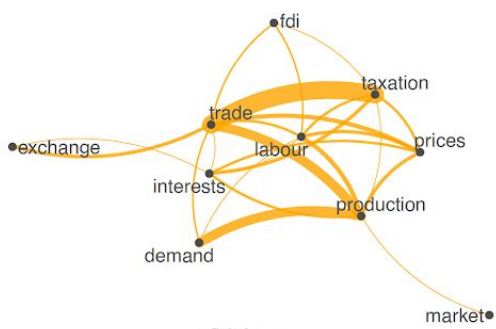 fdi
taxation
trade
prices
exchange
labour
interests
production
demand
market